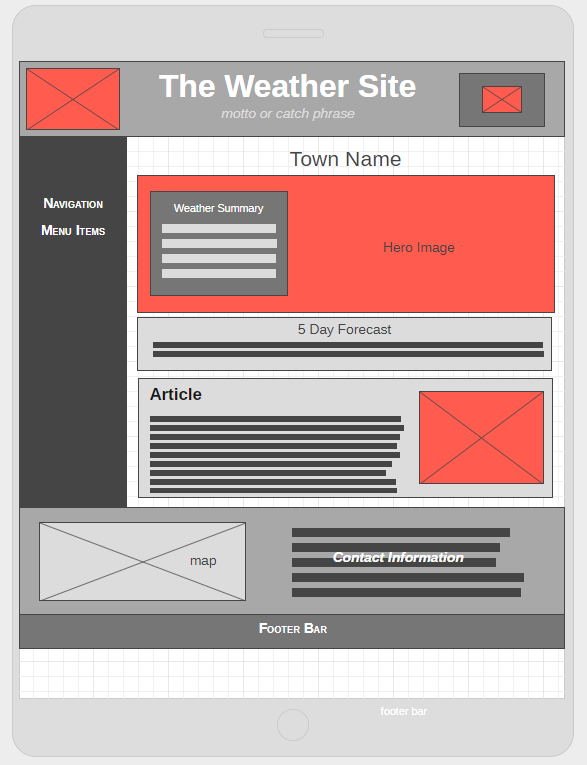 The Weather Site
motto or catch phrase
Town Name
Navigation
Menu Items
Weather Summary
Hero Image
5 Day Forecast
Article
map
Contact Information
Footer Bar
footer bar